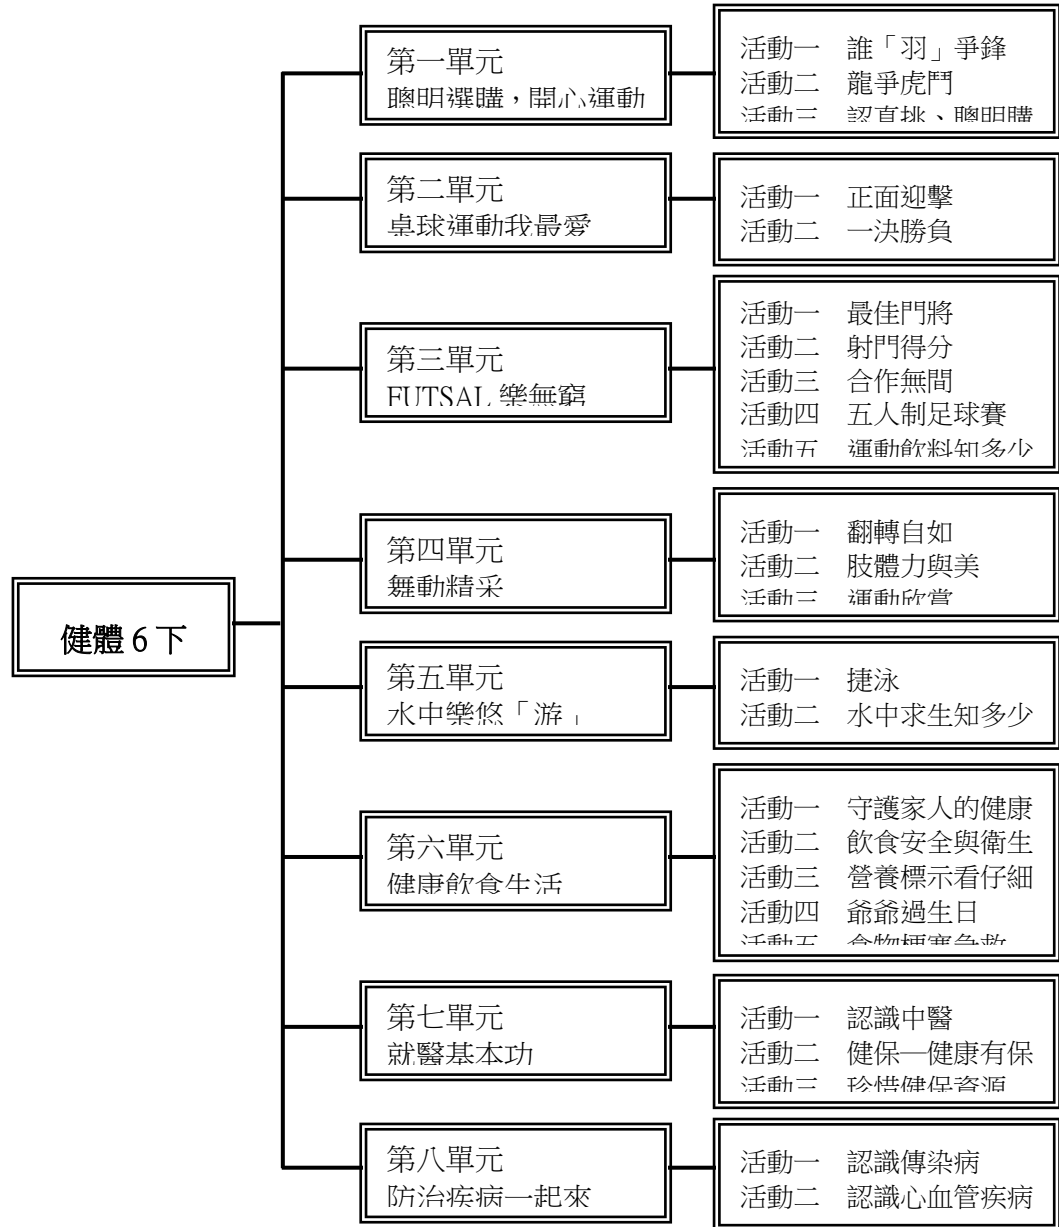 健體 6 下
第一單元
聰明選購，開心運動
活動一　誰「羽」爭鋒
活動二　龍爭虎鬥
活動三　認真挑、聰明購
第二單元
桌球運動我最愛
活動一　正面迎擊
活動二　一決勝負
第三單元
FUTSAL 樂無窮
活動一　最佳門將
活動二　射門得分
活動三　合作無間
活動四　五人制足球賽
活動五　運動飲料知多少
第四單元
舞動精采
活動一　翻轉自如
活動二　肢體力與美
活動三　運動欣賞
第五單元
水中樂悠「游」
活動一　捷泳
活動二　水中求生知多少
第六單元
健康飲食生活
活動一　守護家人的健康
活動二　飲食安全與衛生
活動三　營養標示看仔細
活動四　爺爺過生日
活動五　食物梗塞急救
第七單元
就醫基本功
活動一　認識中醫
活動二　健保—健康有保
活動三　珍惜健保資源
第八單元
防治疾病一起來
活動一　認識傳染病
活動二　認識心血管疾病